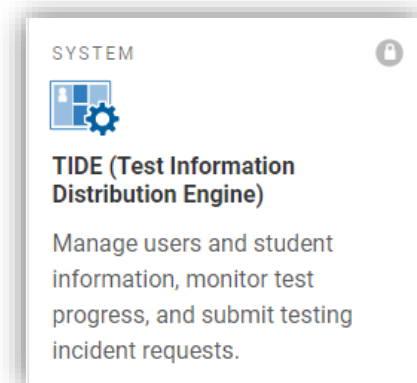 SYSTEM
TIDE (Test Information
Distribution Engine)
Manage users and student
information, monitor test
progress, and submit testing
incident requests.